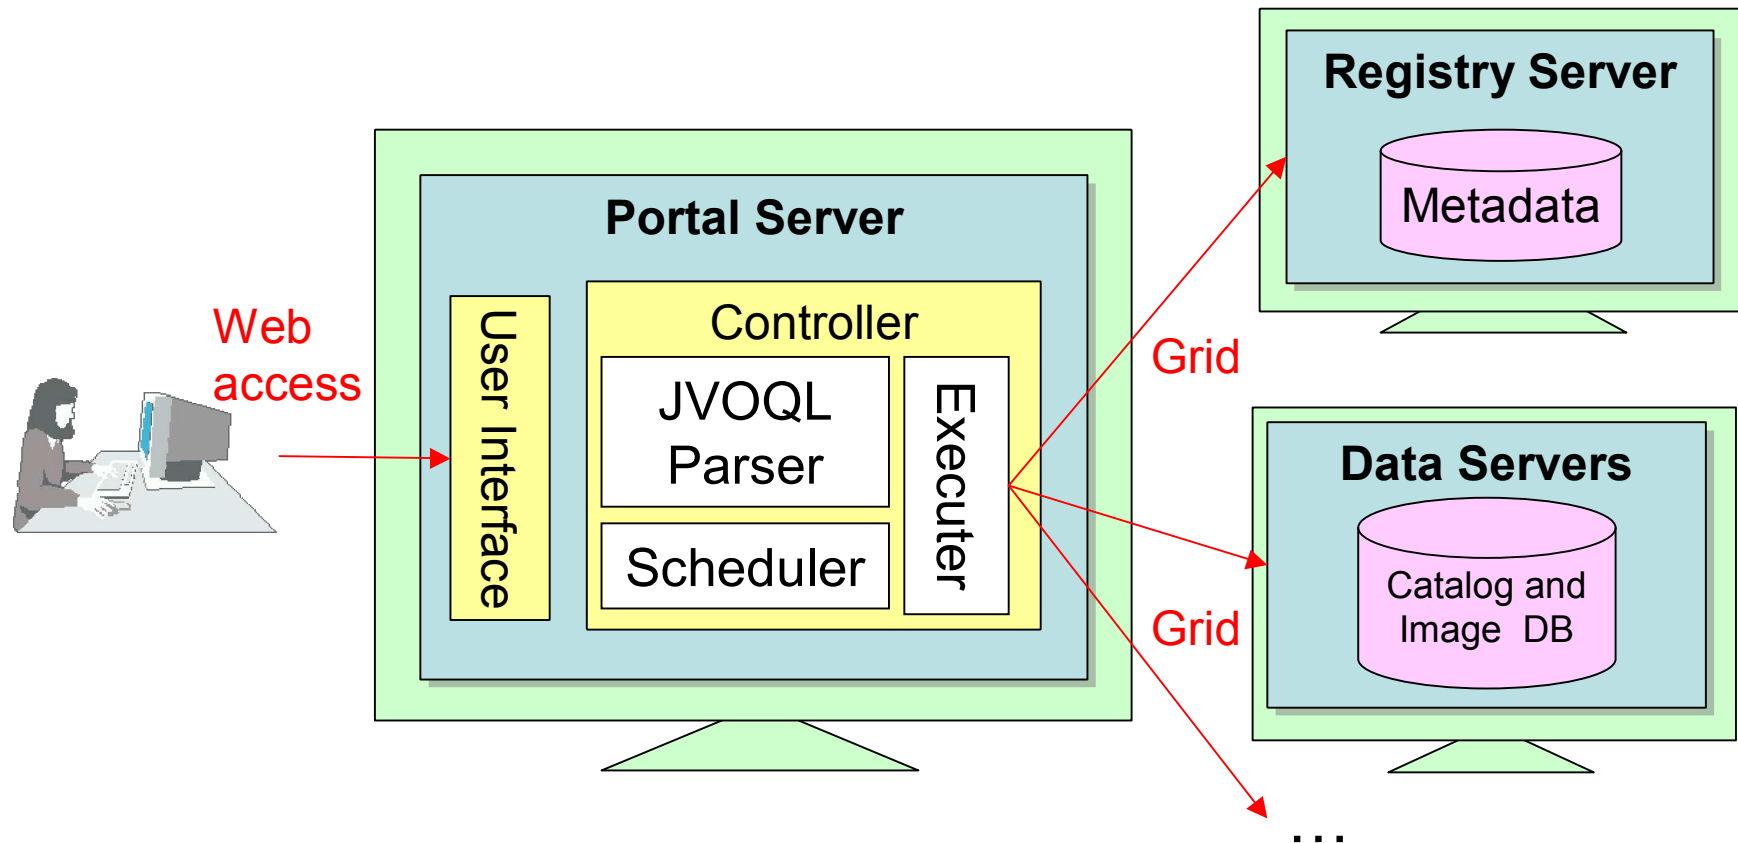 Web
access
Portal Server
User Interface
Controller
JVOQL
Parser
Scheduler
Executer
Grid
Grid
Registry Server
Metadata
Data Servers
Catalog and
Image DB
...